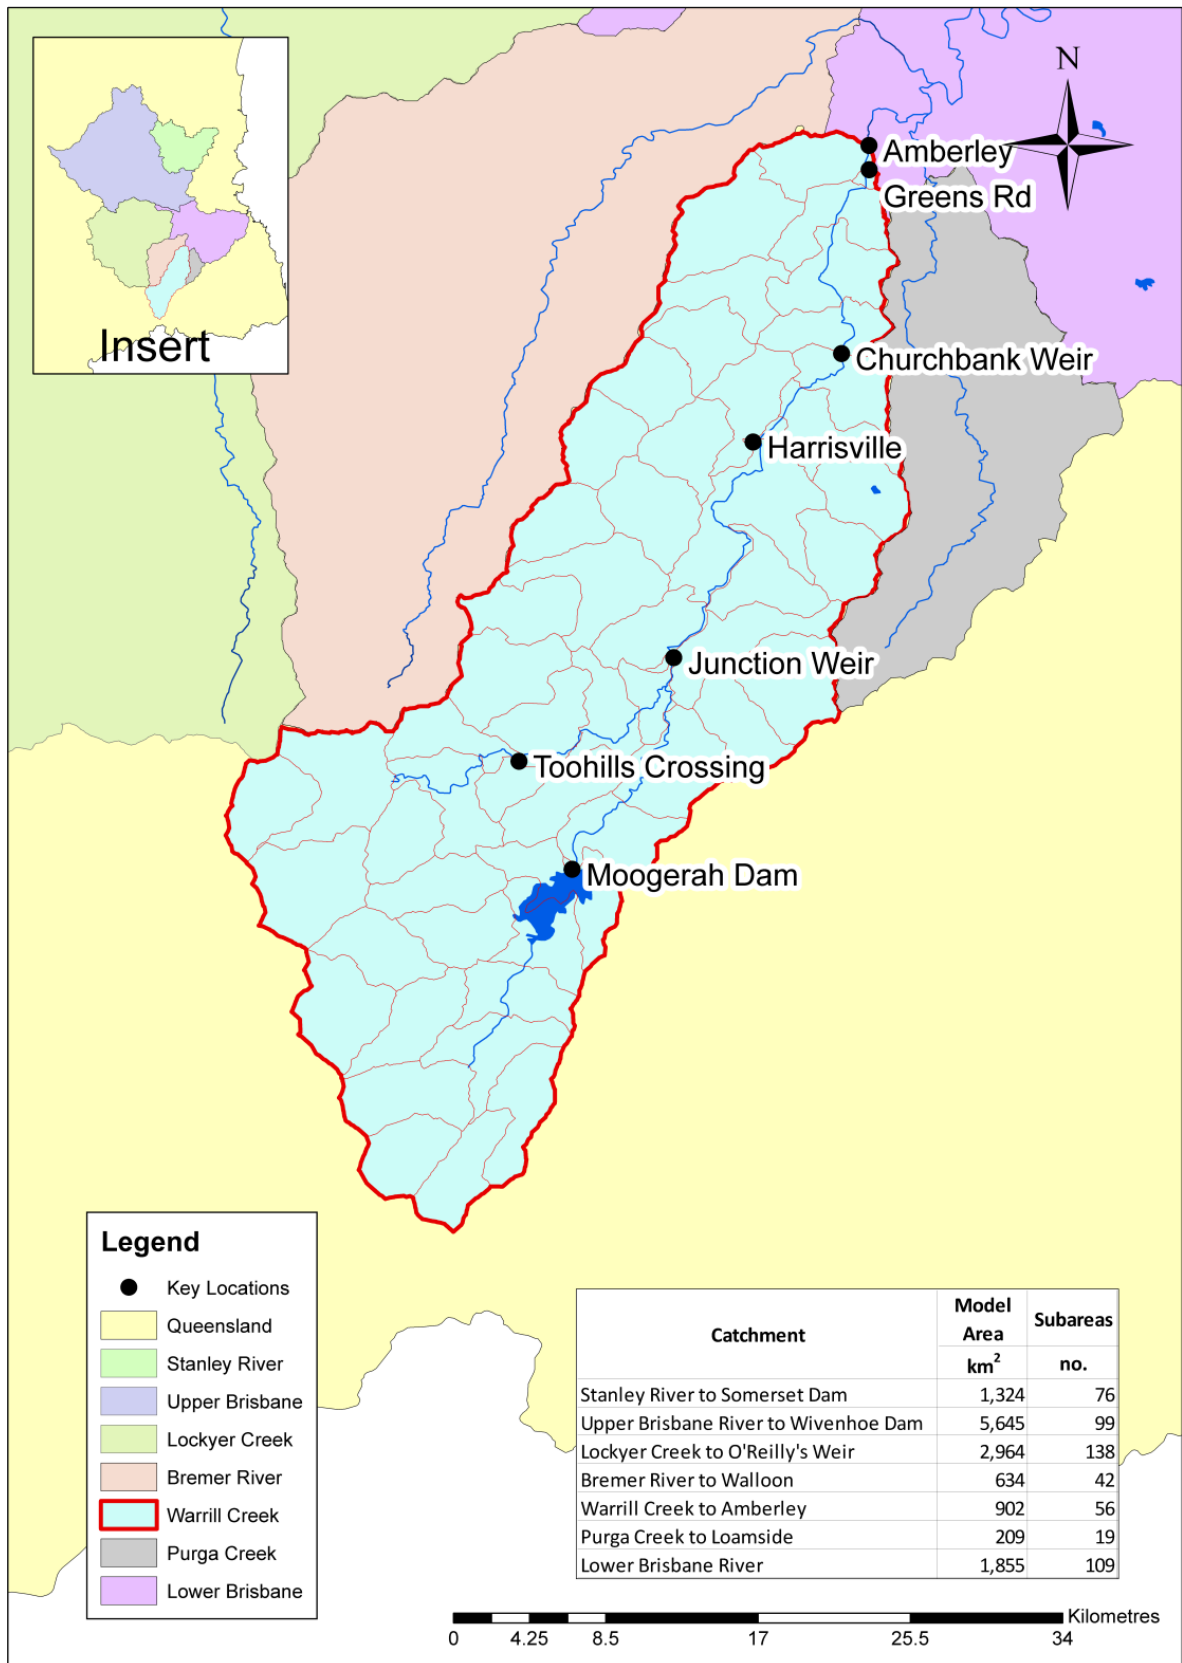 N
Insert
Amberley
Greens Rd
Churchbank Weir
Harrisville
Junction Weir
Toohills Crossing
Moogerah Dam
Legend
Key Locations
Queensland
Stanley River
Upper Brisbane
Lockyer Creek
Bremer River
Warrill Creek
Purga Creek
Lower Brisbane
Catchment Model Area km² Subareas no.
Stanley River to Somerset Dam 1,324 76
Upper Brisbane River to Wivenhoe Dam 5,645 99
Lockyer Creek to O'Reilly's Weir 2,964 138
Bremer River to Walloon 634 42
Warrill Creek to Amberley 902 56
Purga Creek to Loamside 209 19
Lower Brisbane River 1,855 109
Kilometres
0 4.25 8.5 17 25.5 34